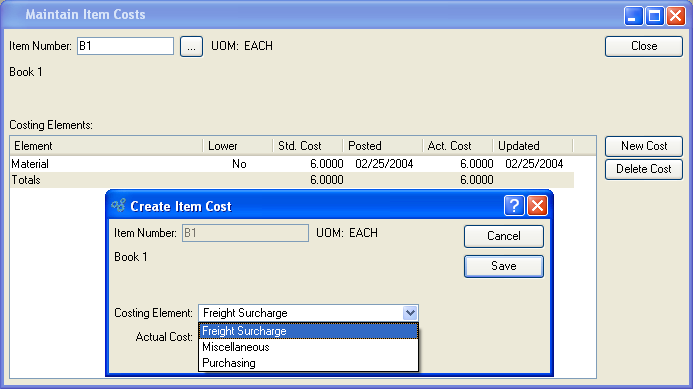 Maintain Item Costs
Item Number: B1 ... UOM: EACH Close
Book 1
Costing Elements:
Element Lower Std. Cost Posted Act. Cost Updated New Cost
Material No 6.0000 02/25/2004 6.0000 02/25/2004 Delete Cost
Totals 6.0000 6.0000
Create Item Cost ?
Item Number: B1 UOM: EACH Cancel
Book 1 Save
Costing Element: Freight Surcharge
Actual Cost: Freight Surcharge
Miscellaneous
Purchasing